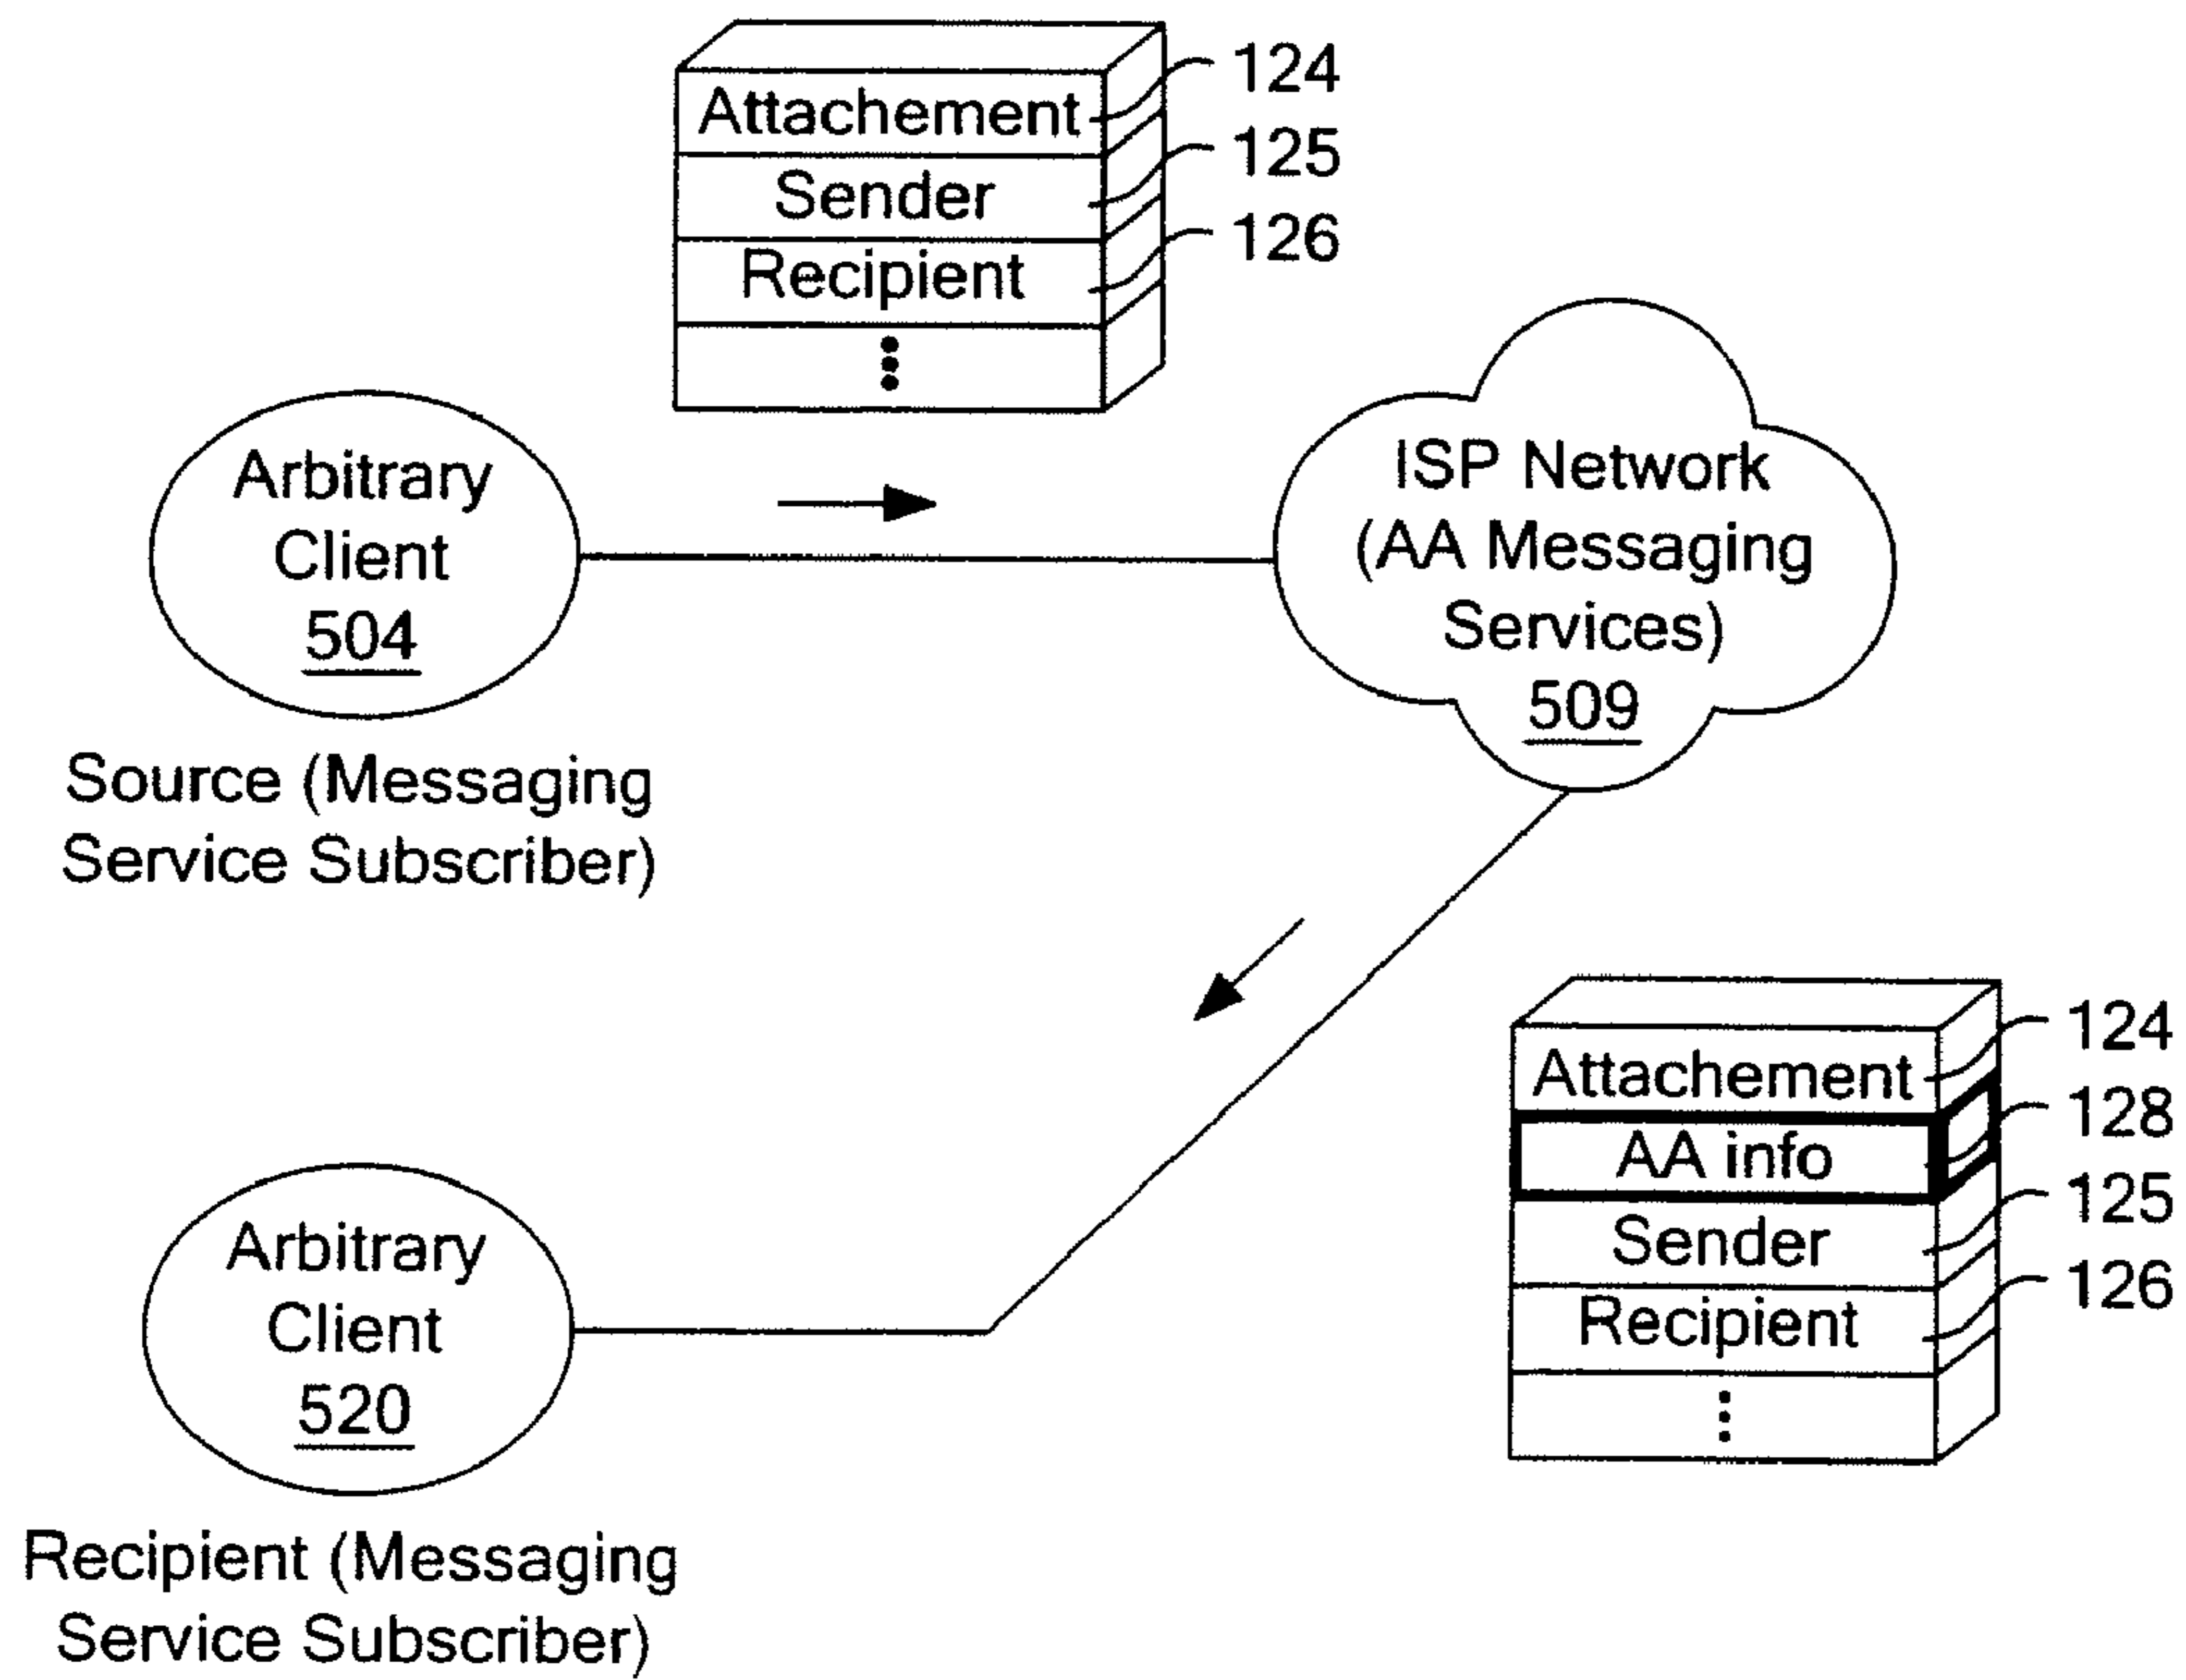 Attachement
124
Sender
125
Recipient
126
Arbitrary
Client
504
Source (Messaging
Service Subscriber)
ISP Network
(AA Messaging
Services)
509
Attachement
124
AA info
128
Sender
125
Recipient
126
Arbitrary
Client
520
Recipient (Messaging
Service Subscriber)